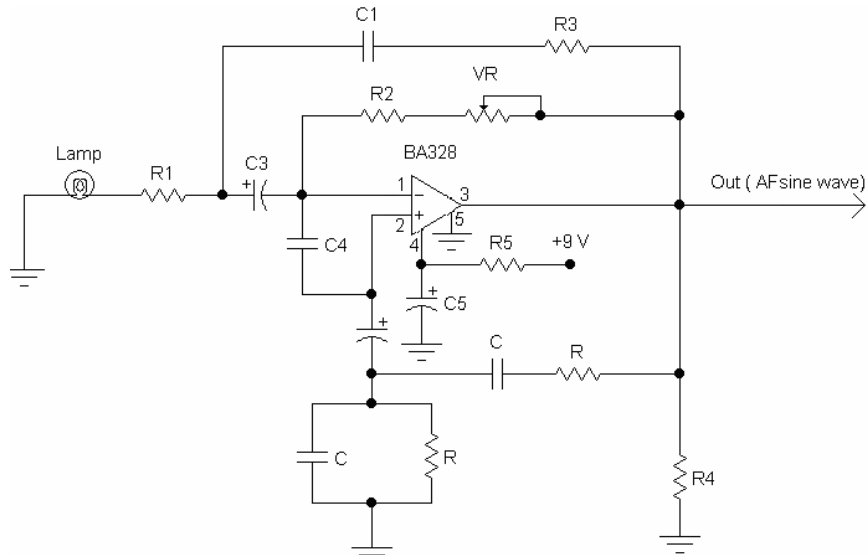 C1
R3
VR
R2
BA328
Lamp
R1
C3
+
1
−
3
Out ( AFsine wave)
2
+
5
4
C4
R5
+9 V
+
C5
+
C
R
C
R
R4